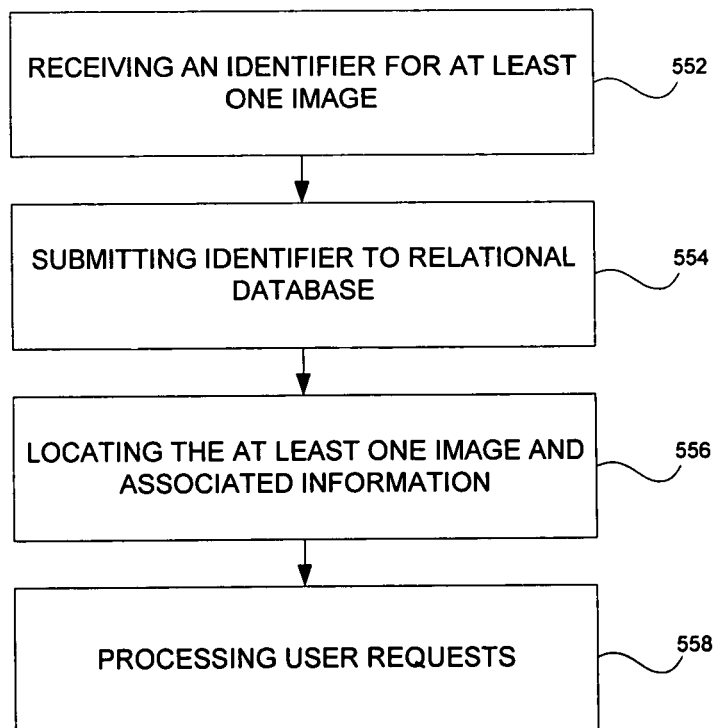 RECEIVING AN IDENTIFIER FOR AT LEAST
ONE IMAGE
552
SUBMITTING IDENTIFIER TO RELATIONAL
DATABASE
554
LOCATING THE AT LEAST ONE IMAGE AND
ASSOCIATED INFORMATION
556
PROCESSING USER REQUESTS
558